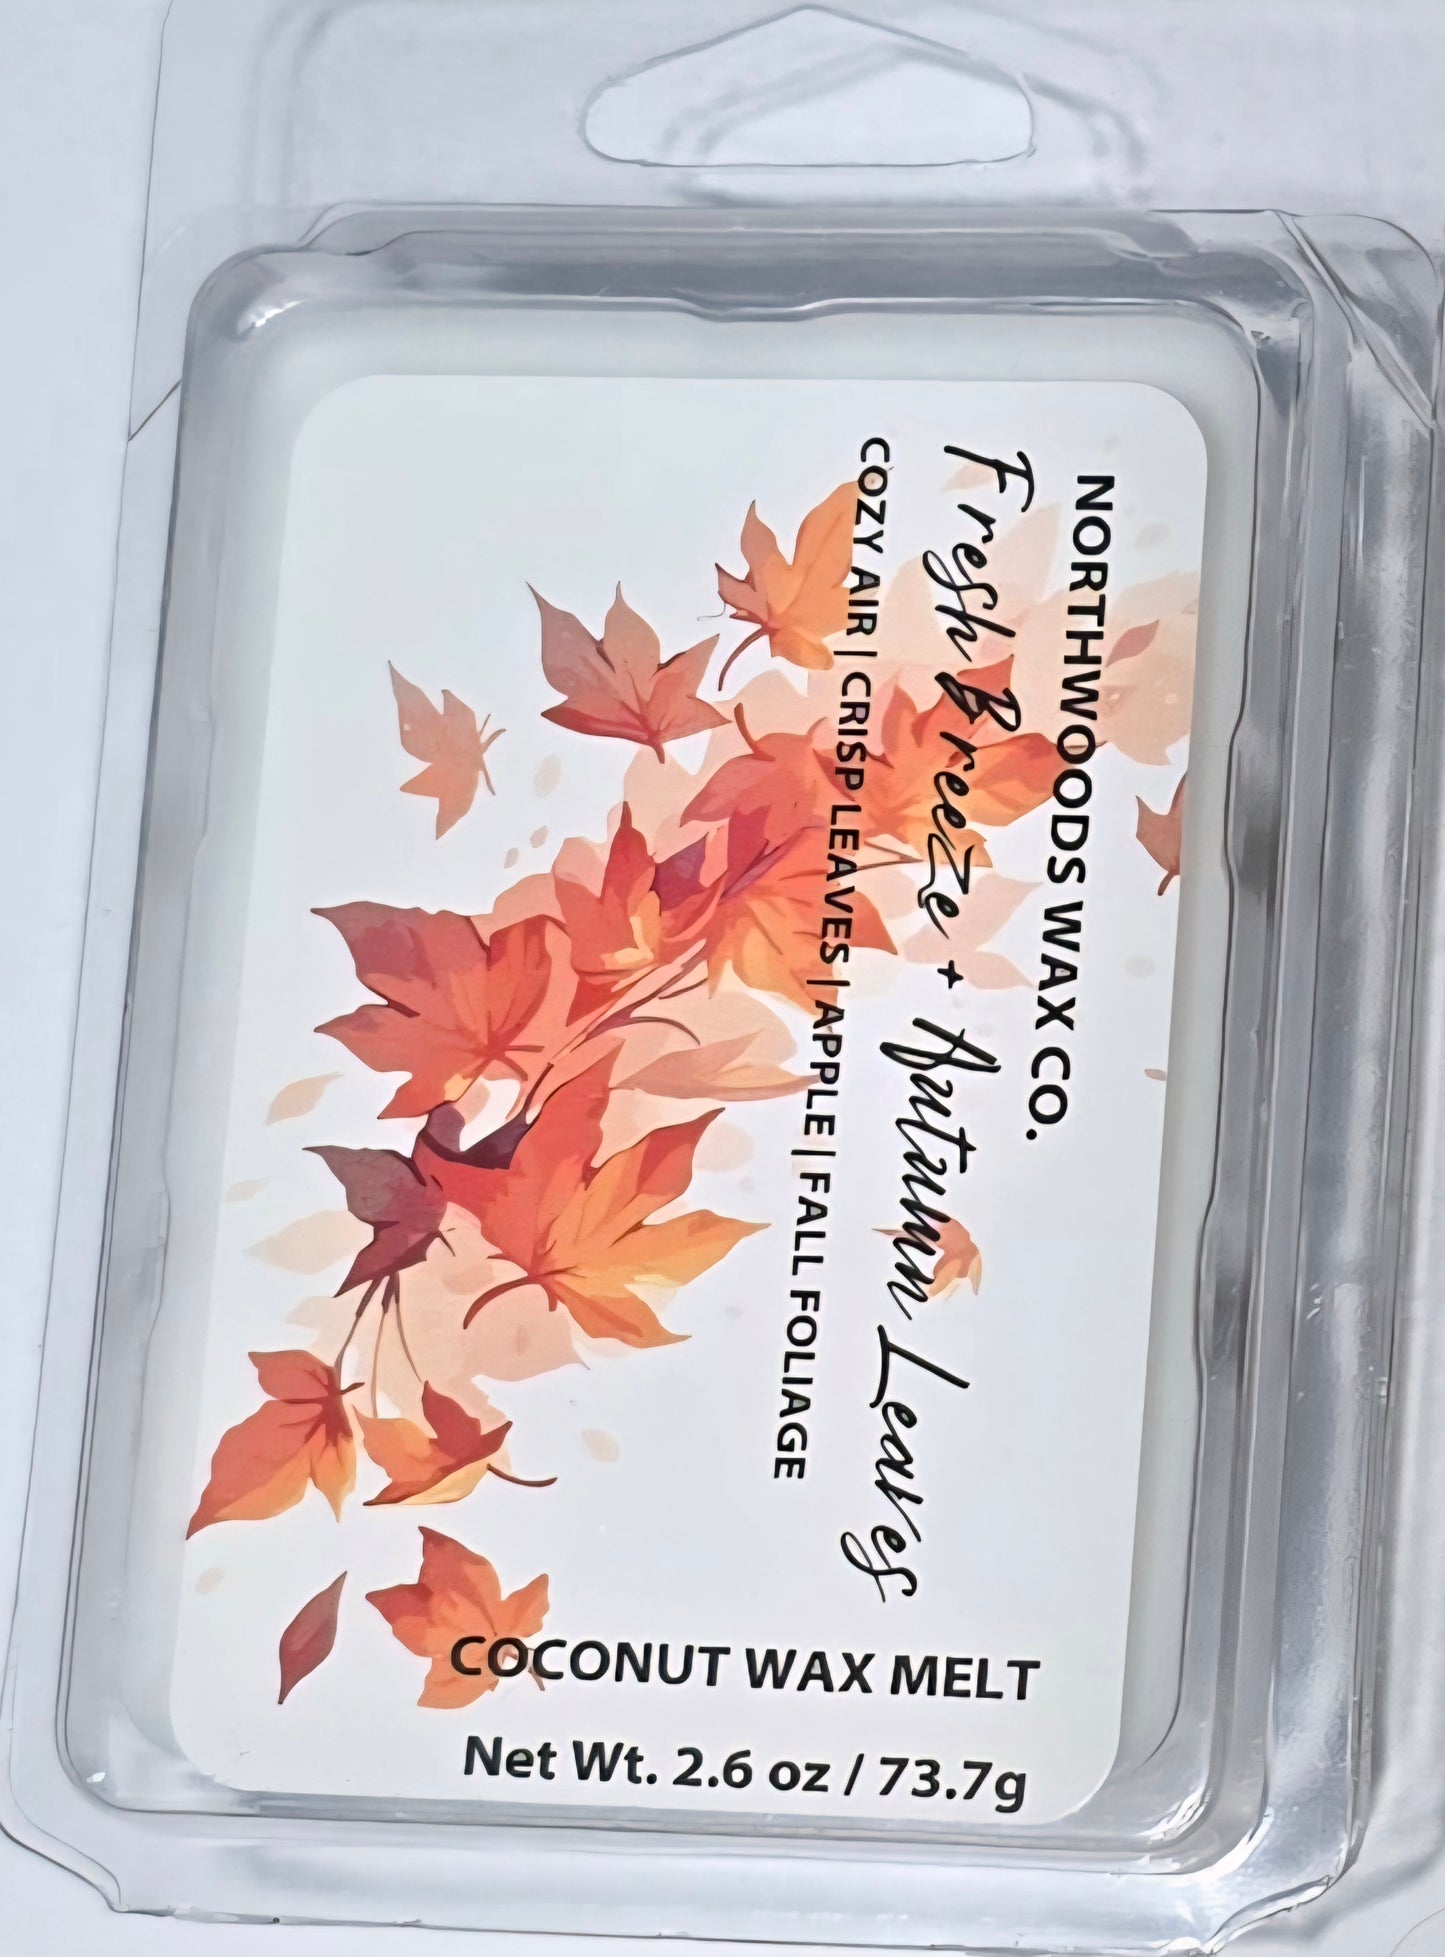 NORTHWOODS WAX CO.
Fresh Breeze + Autumn Leaves
COZY AIR | CRISP LEAVES | APPLE | FALL FOLIAGE
COCONUT WAX MELT
Net Wt. 2.6 oz / 73.7g